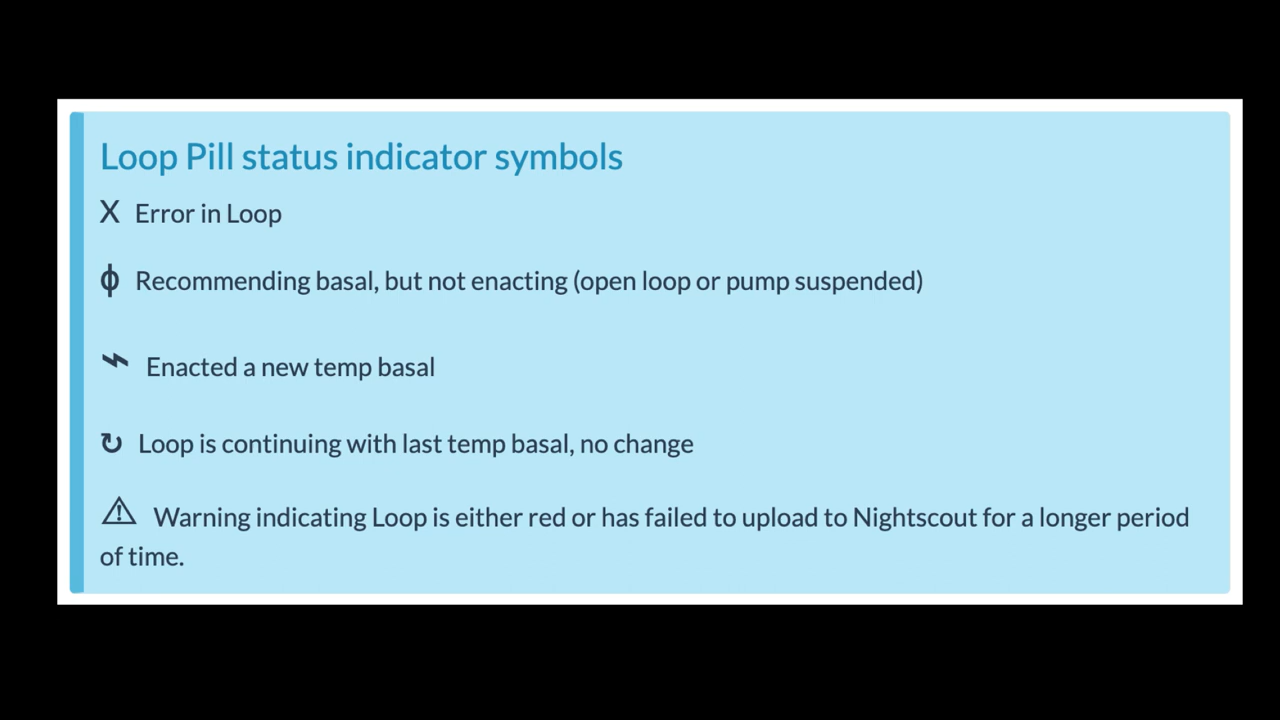 Loop Pill status indicator symbols
X Error in Loop
ϕ Recommending basal, but not enacting (open loop or pump suspended)
⌁ Enacted a new temp basal
↻ Loop is continuing with last temp basal, no change
⚠ Warning indicating Loop is either red or has failed to upload to Nightscout for a longer period
of time.